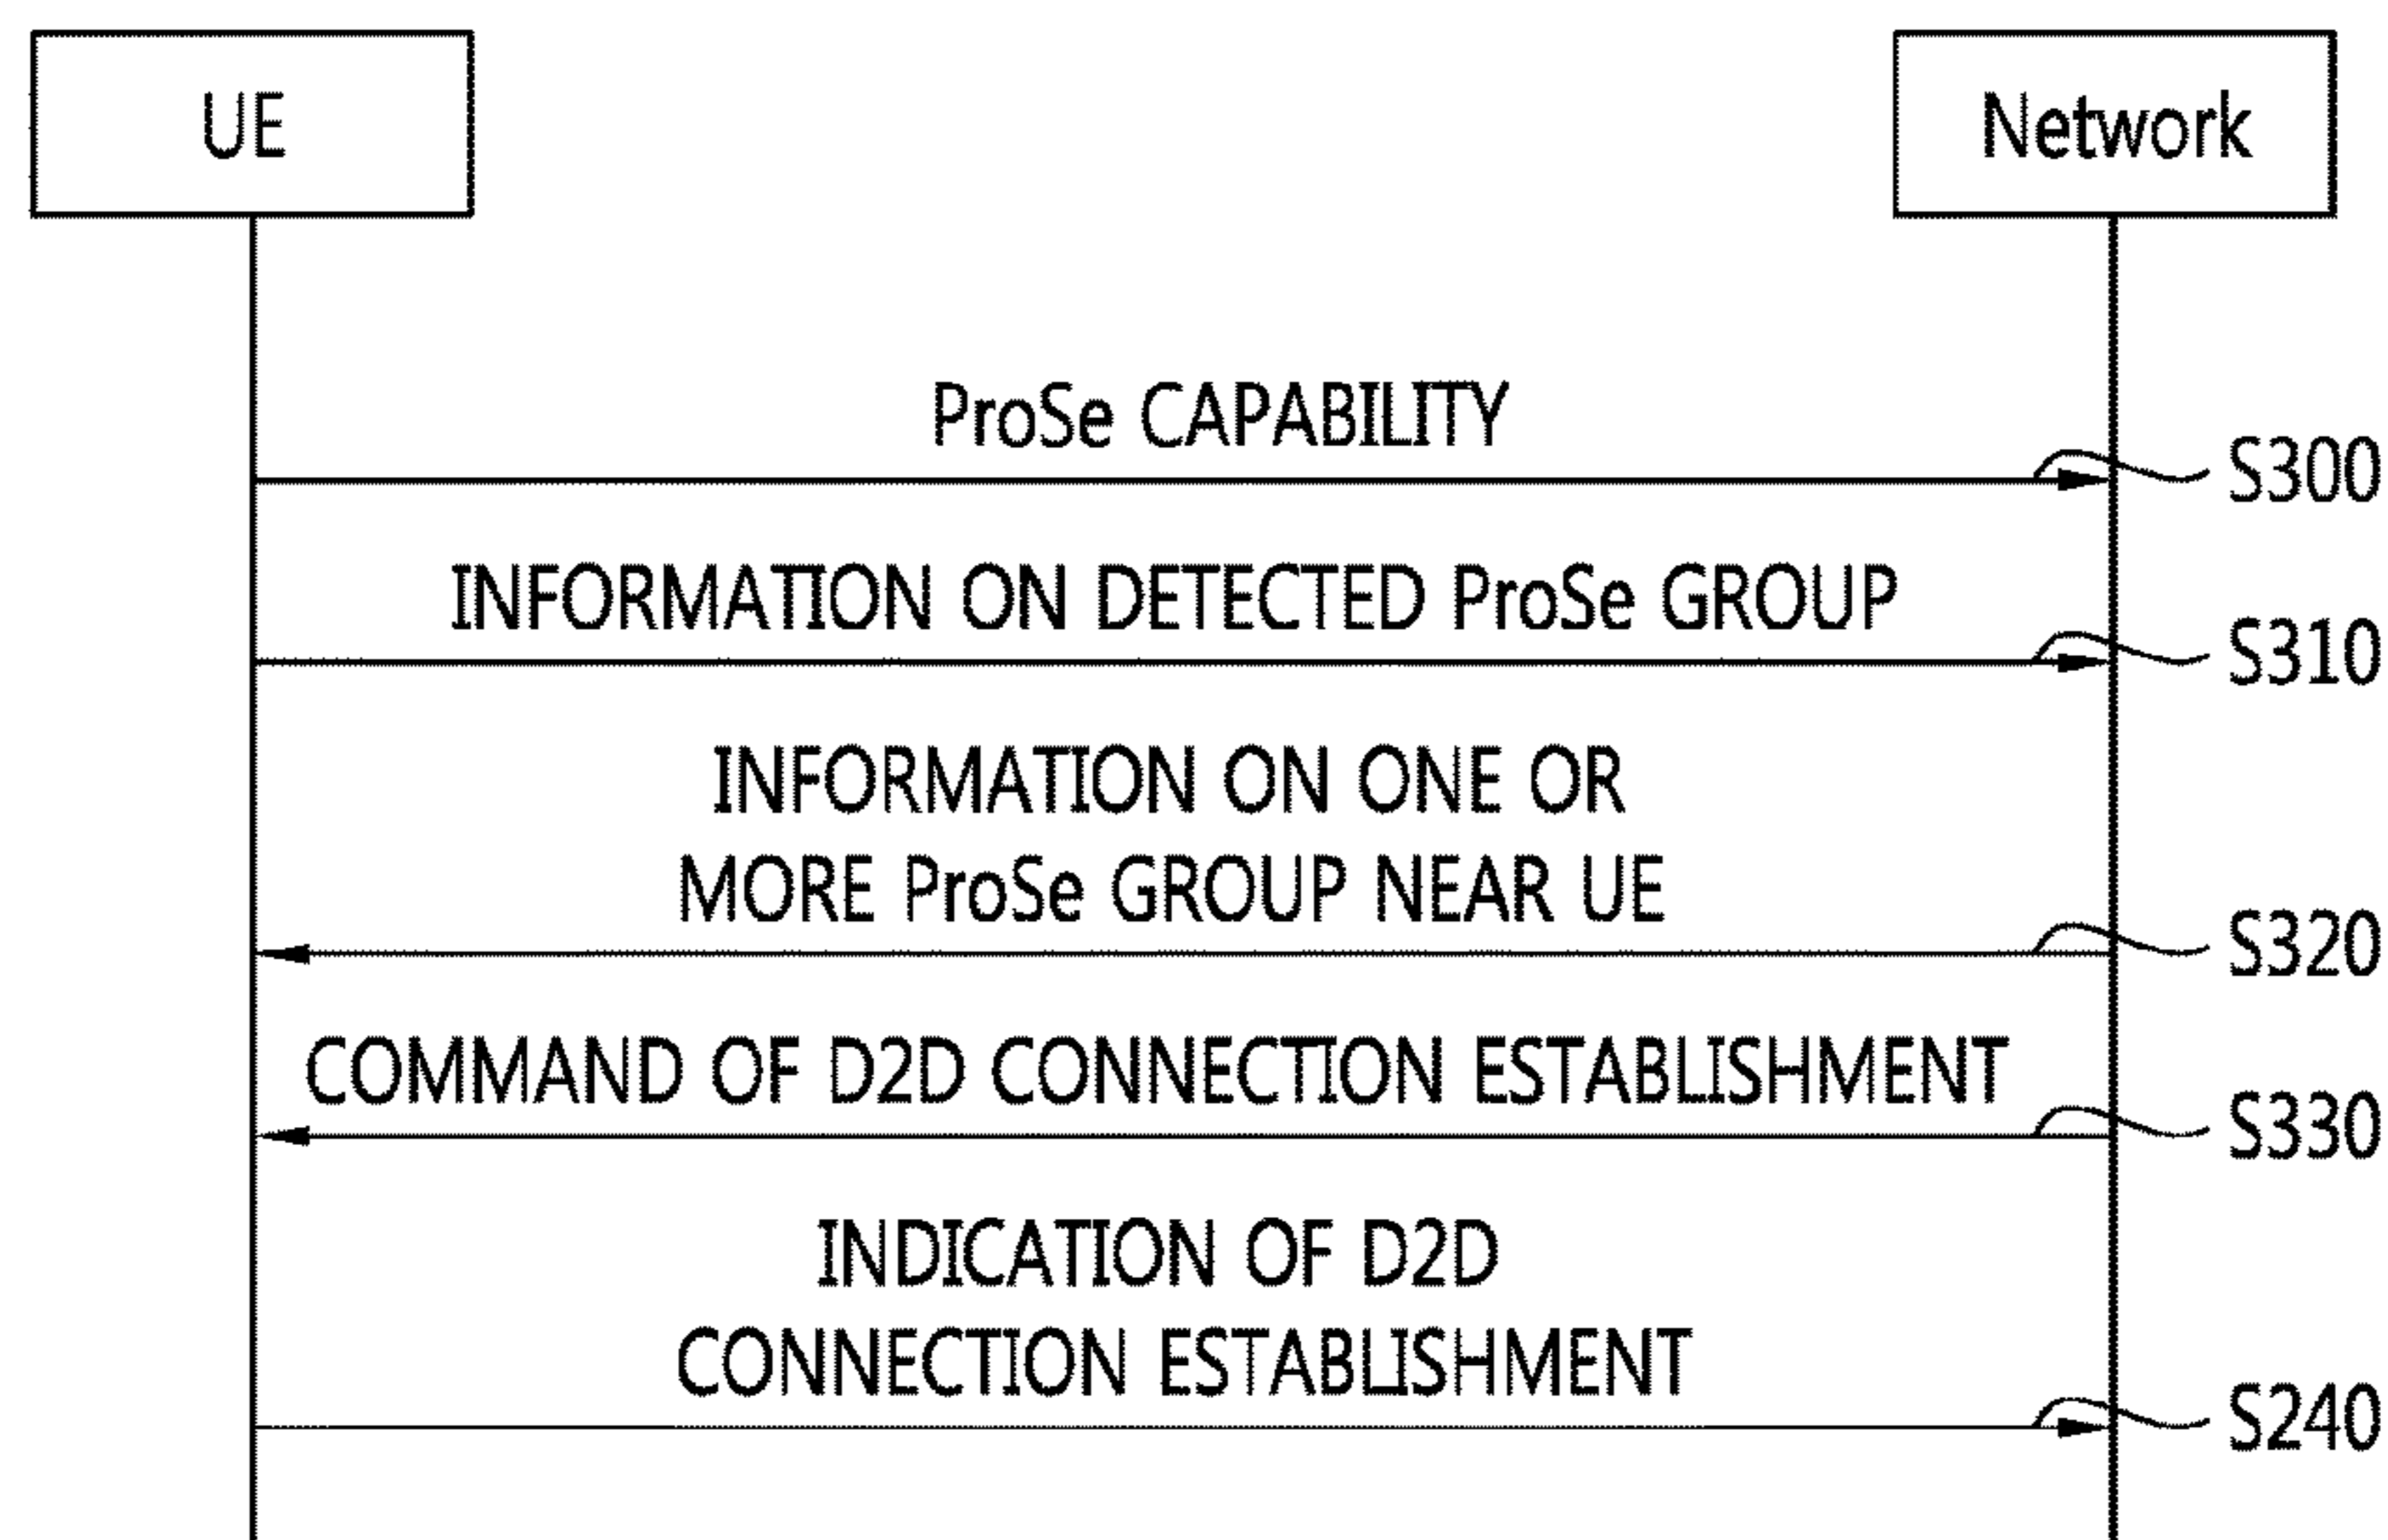 UE
Network
ProSe CAPABILITY
S300
INFORMATION ON DETECTED ProSe GROUP
S310
INFORMATION ON ONE OR
MORE ProSe GROUP NEAR UE
S320
COMMAND OF D2D CONNECTION ESTABLISHMENT
S330
INDICATION OF D2D
CONNECTION ESTABLISHMENT
S240